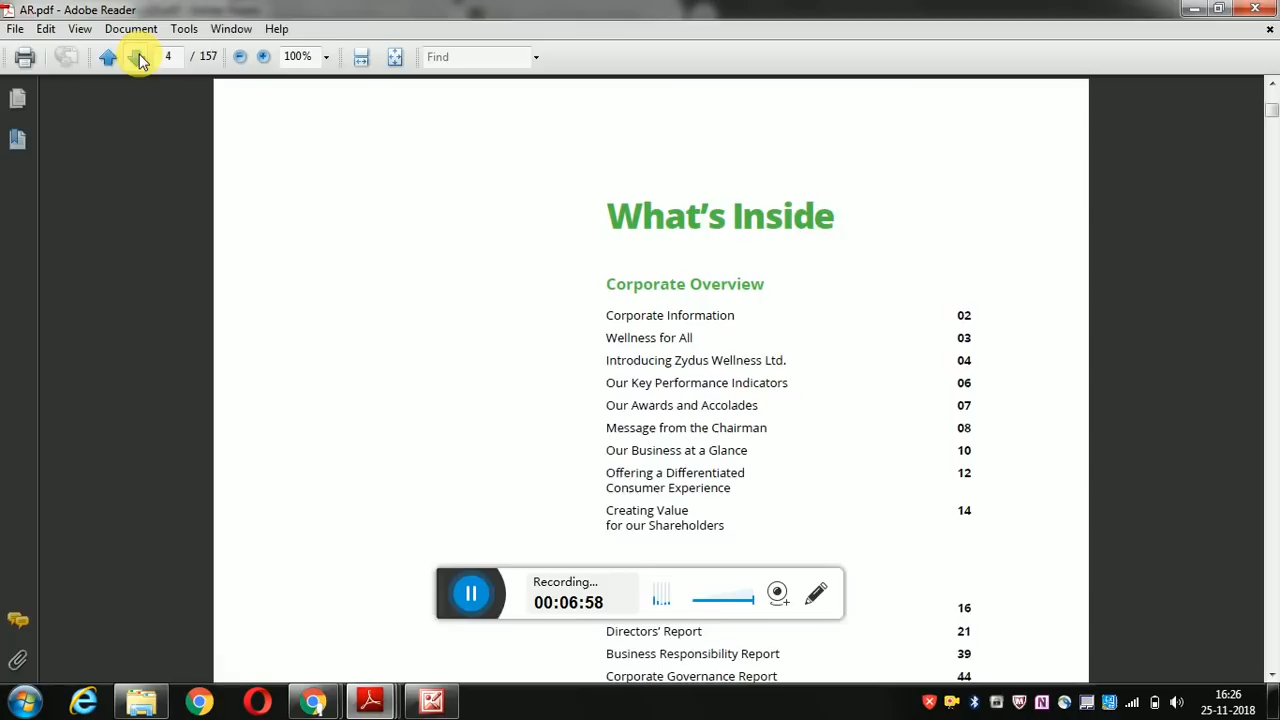 AR.pdf - Adobe Reader
File Edit View Document Tools Window Help
4 / 157 100% Find
What's Inside
Corporate Overview
Corporate Information 02
Wellness for All 03
Introducing Zydus Wellness Ltd. 04
Our Key Performance Indicators 06
Our Awards and Accolades 07
Message from the Chairman 08
Our Business at a Glance 10
Offering a Differentiated 12
Consumer Experience
Creating Value 14
for our Shareholders
Recording...
00:06:58
16
Directors' Report 21
Business Responsibility Report 39
Corporate Governance Report 44
16:26
25-11-2018